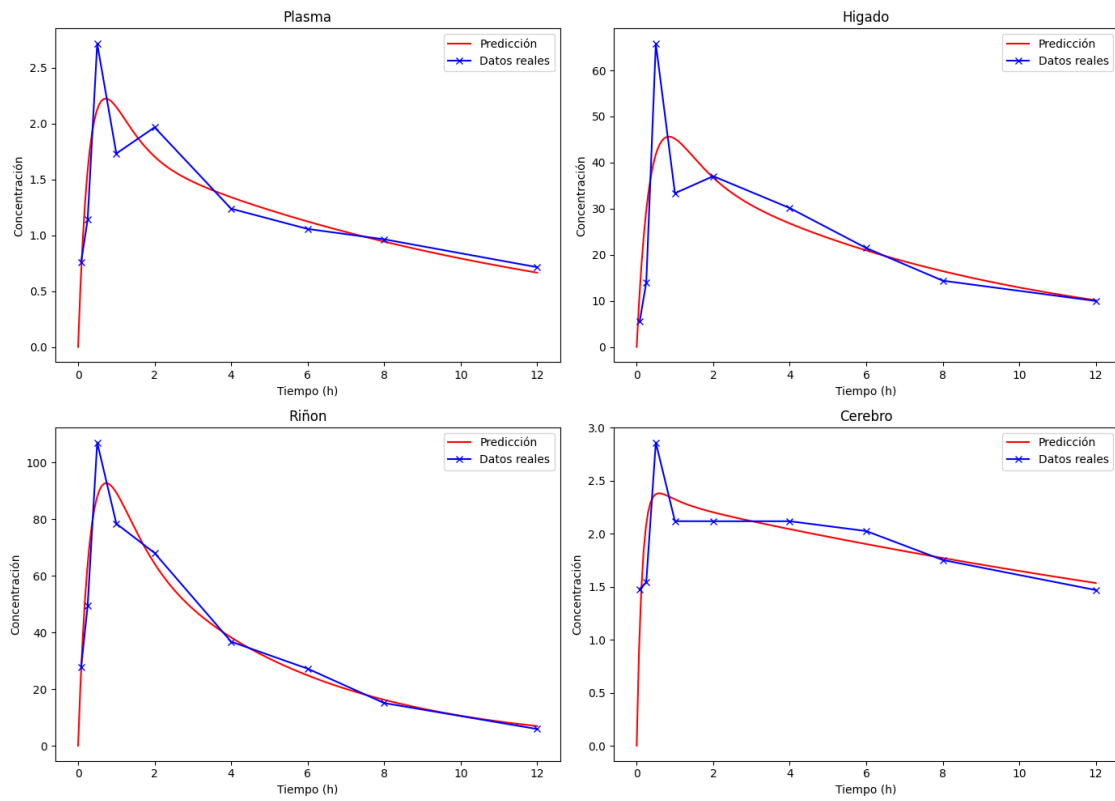 Plasma
Predicción
Datos reales
Concentración
2.5
2.0
1.5
1.0
0.5
0.0
0 2 4 6 8 10 12
Tiempo (h)
Higado
Predicción
Datos reales
Concentración
60
50
40
30
20
10
0
0 2 4 6 8 10 12
Tiempo (h)
Riñon
Predicción
Datos reales
Concentración
100
80
60
40
20
0
0 2 4 6 8 10 12
Tiempo (h)
Cerebro
Predicción
Datos reales
Concentración
3.0
2.5
2.0
1.5
1.0
0.5
0.0
0 2 4 6 8 10 12
Tiempo (h)